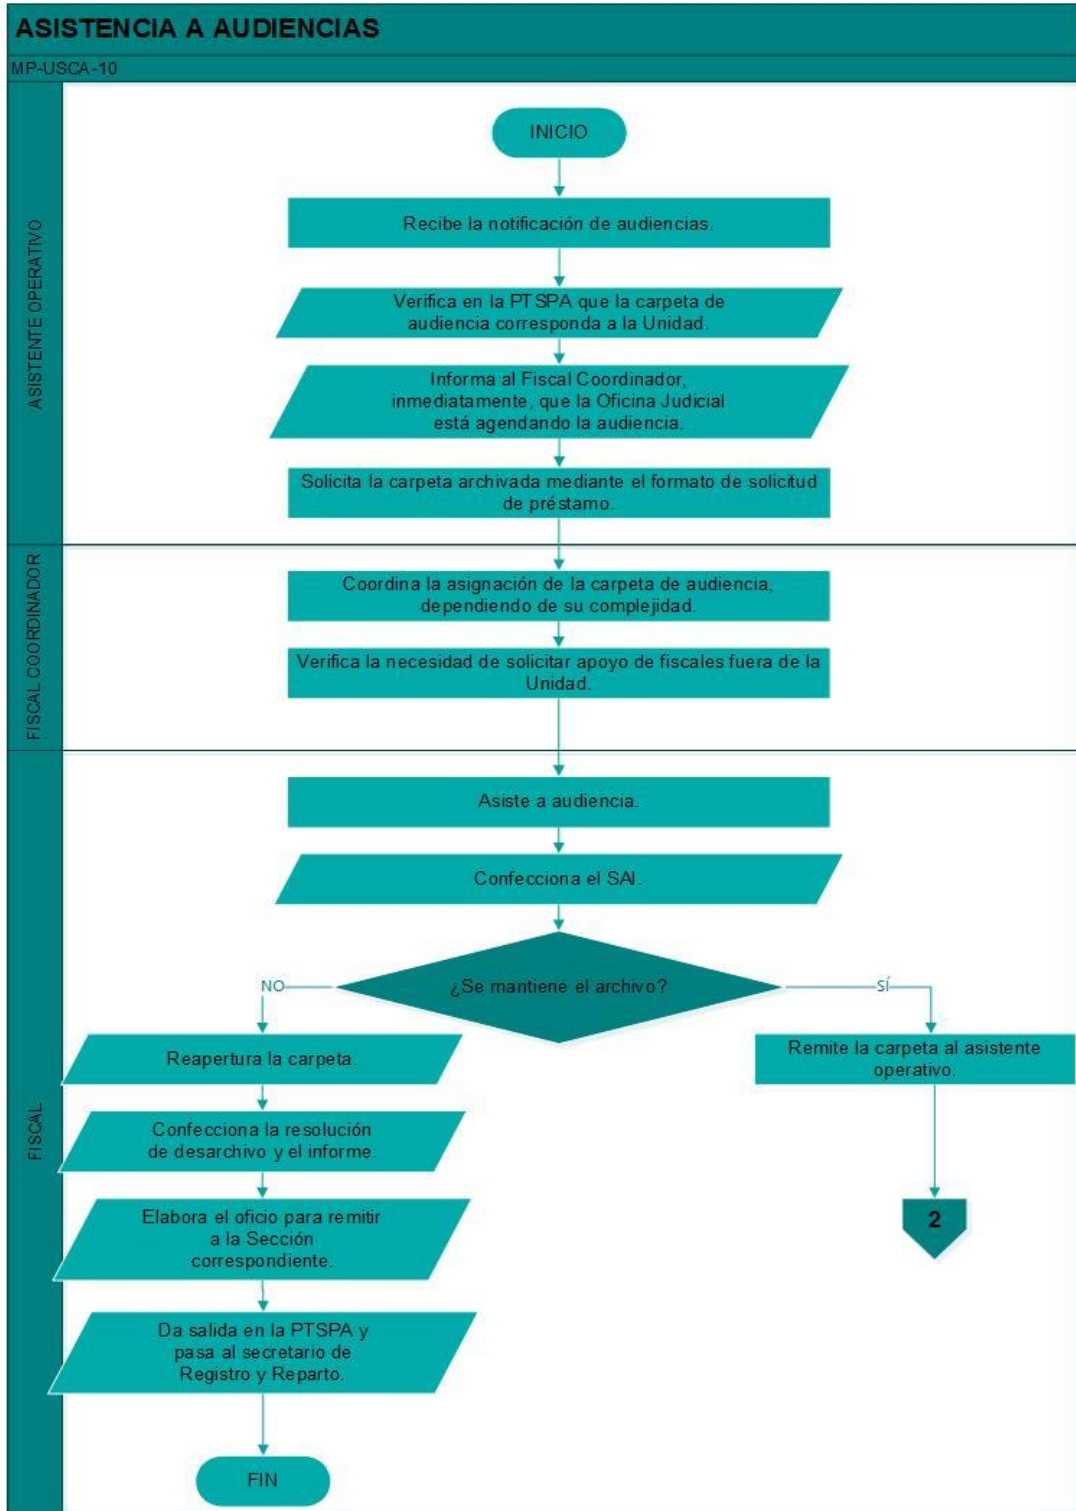 ASISTENCIA A AUDIENCIAS
MP-USCA-10
ASISTENTE OPERATIVO
INICIO
Recibe la notificación de audiencias.
Verifica en la PTSPA que la carpeta de
audiencia corresponda a la Unidad.
Informa al Fiscal Coordinador,
inmediatamente, que la Oficina Judicial
está agendando la audiencia.
Solicita la carpeta archivada mediante el formato de solicitud
de préstamo.
FISCAL COORDINADOR
Coordina la asignación de la carpeta de audiencia,
dependiendo de su complejidad.
Verifica la necesidad de solicitar apoyo de fiscales fuera de la
Unidad.
FISCAL
Asiste a audiencia.
Confecciona el SAI.
¿Se mantiene el archivo?
NO
SÍ
Reapertura la carpeta.
Confecciona la resolución
de desarchivo y el informe.
Elabora el oficio para remitir
a la Sección
correspondiente.
Da salida en la PTSPA y
pasa al secretario de
Registro y Reparto.
FIN
Remite la carpeta al asistente
operativo.
2